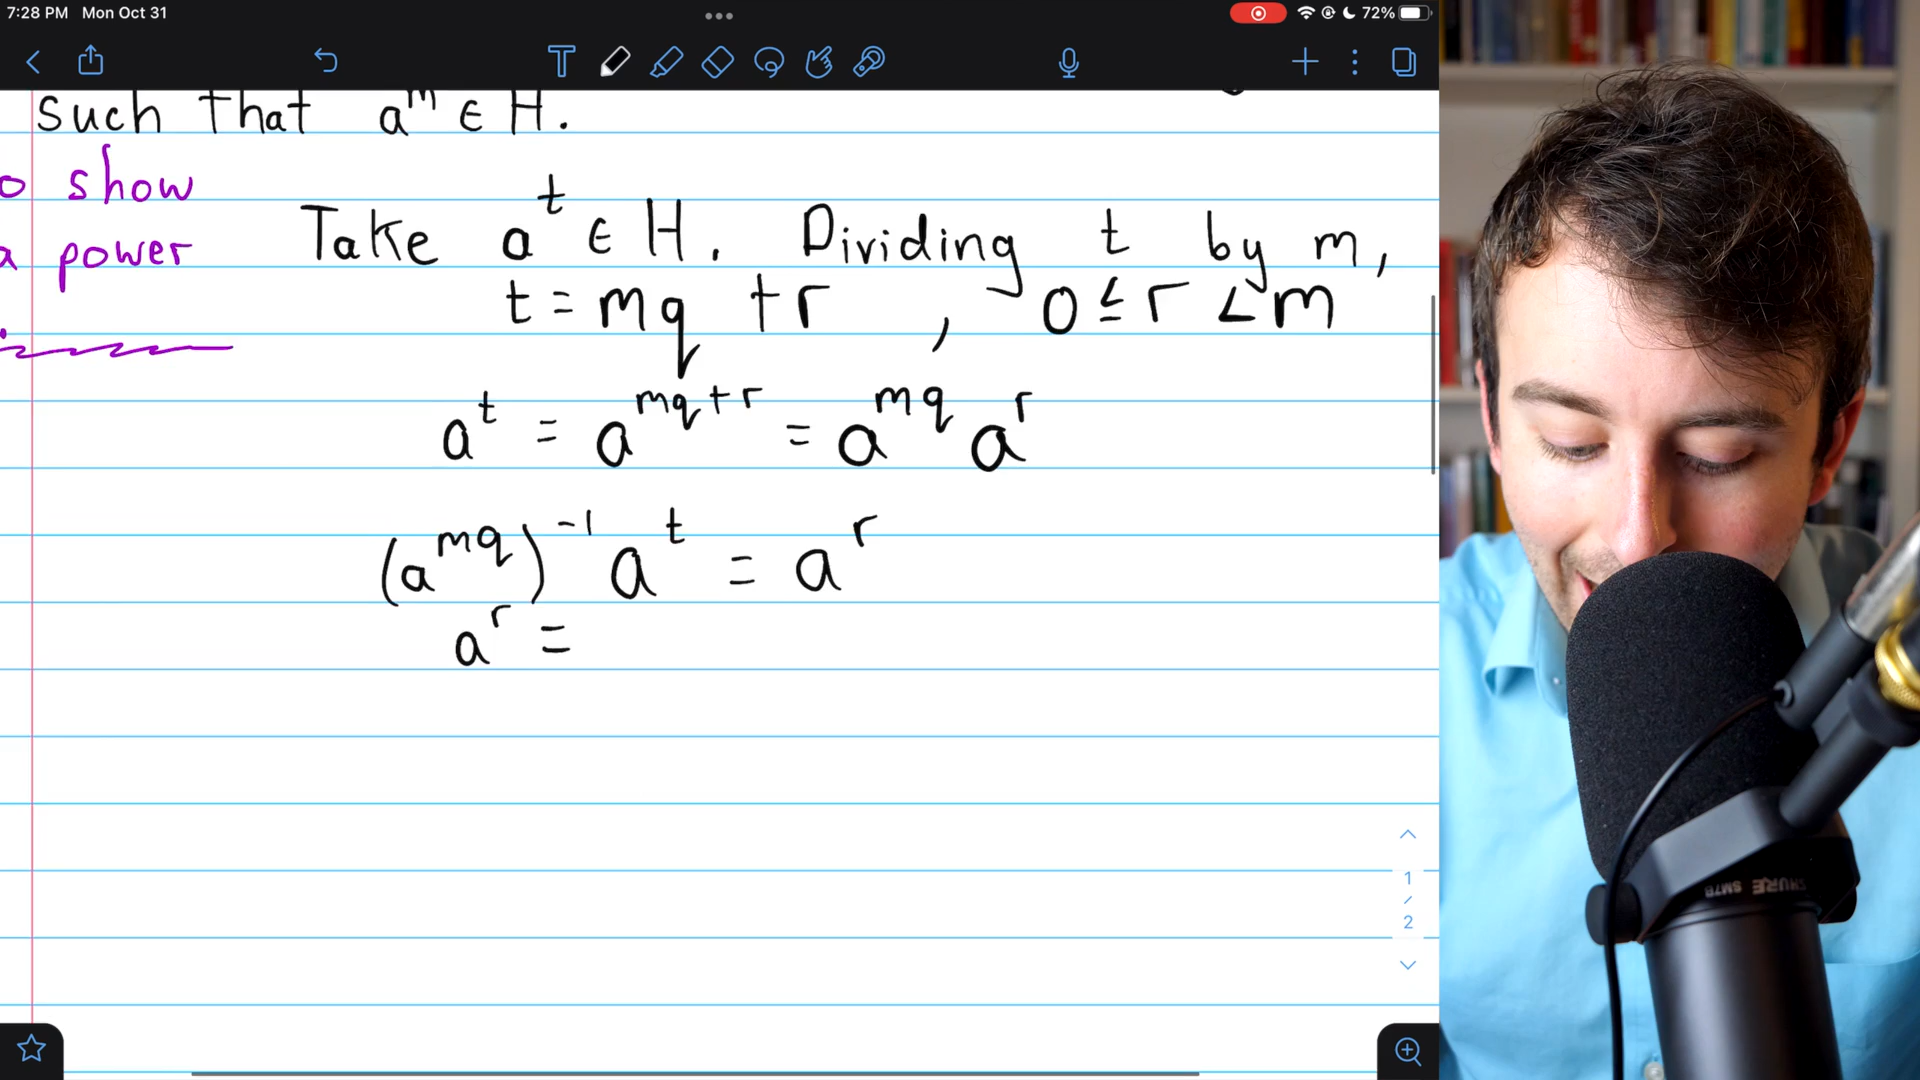 7:28 PM Mon Oct 31
72%
such that a^m ∈ H.
o show
a power
.
Take a^t ∈ H. Dividing t by m,
t = mq + r , 0 ≤ r < m
a^t = a^{mq+r} = a^{mq} a^r
(a^{mq})^{-1} a^t = a^r
a^r =
1
/
2
SHURE SM7B